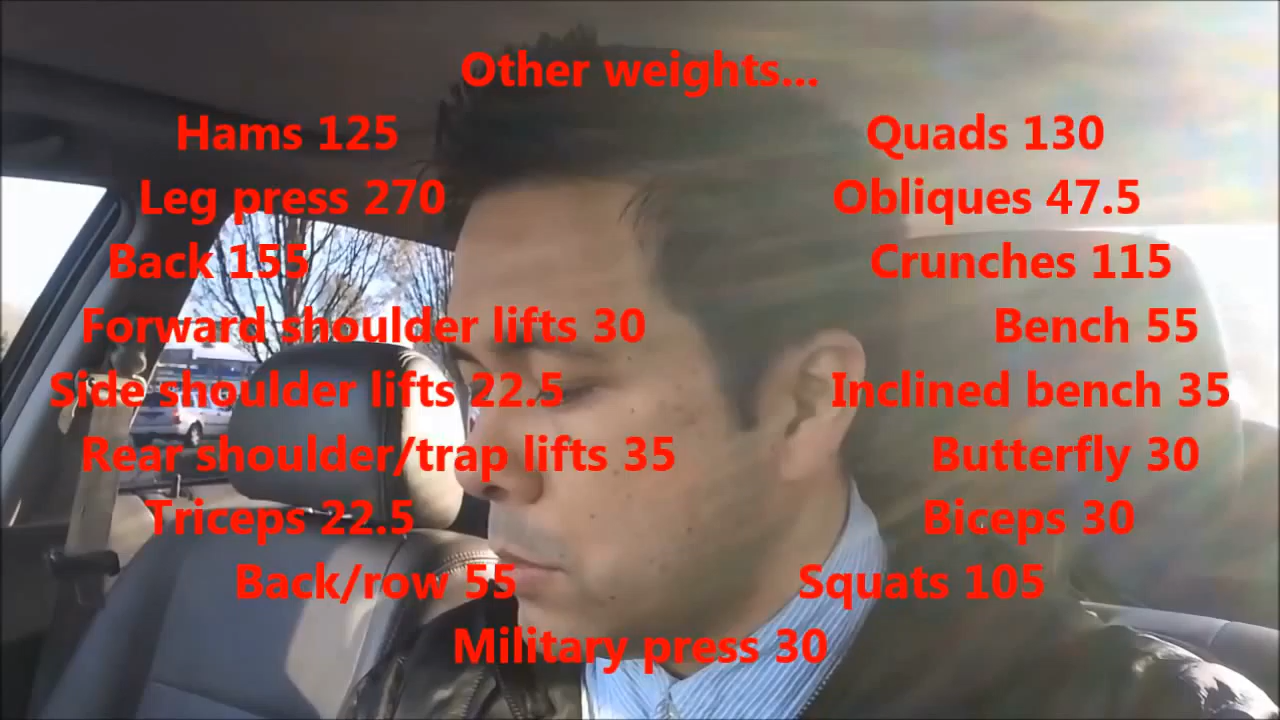 Other weights...
Hams 125 Quads 130
Leg press 270 Obliques 47.5
Back 155 Crunches 115
Forward shoulder lifts 30 Bench 55
Side shoulder lifts 22.5 Inclined bench 35
Rear shoulder/trap lifts 35 Butterfly 30
Triceps 22.5 Biceps 30
Back/row 55 Squats 105
Military press 30